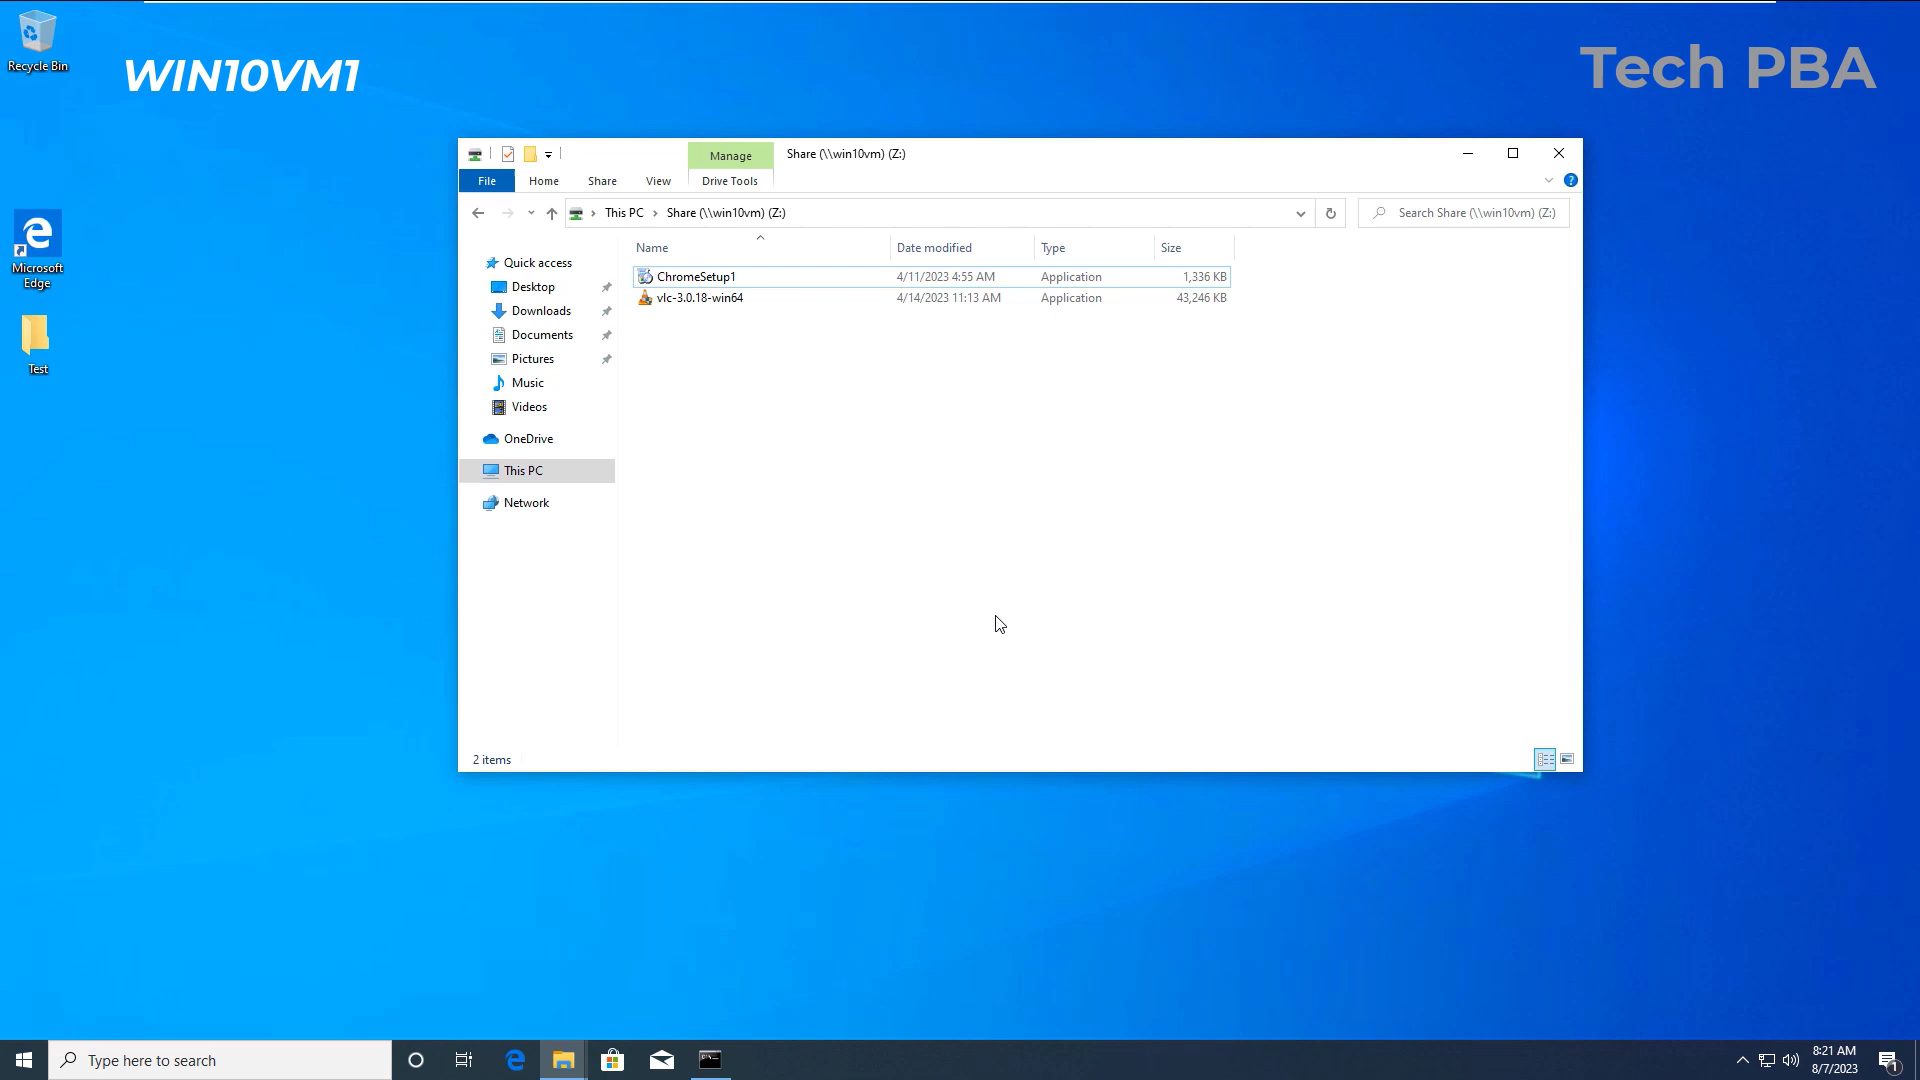 Recycle Bin
WIN10VM1
Tech PBA
Microsoft
Edge
Test
Manage
Share (\\win10vm) (Z:)
File
Home
Share
View
Drive Tools
This PC
Share (\\win10vm) (Z:)
Search Share (\\win10vm) (Z:)
Name
Date modified
Type
Size
Quick access
Desktop
Downloads
Documents
Pictures
Music
Videos
OneDrive
This PC
Network
ChromeSetup1
4/11/2023 4:55 AM
Application
1,336 KB
vlc-3.0.18-win64
4/14/2023 11:13 AM
Application
43,246 KB
2 items
Type here to search
8:21 AM
8/7/2023
1